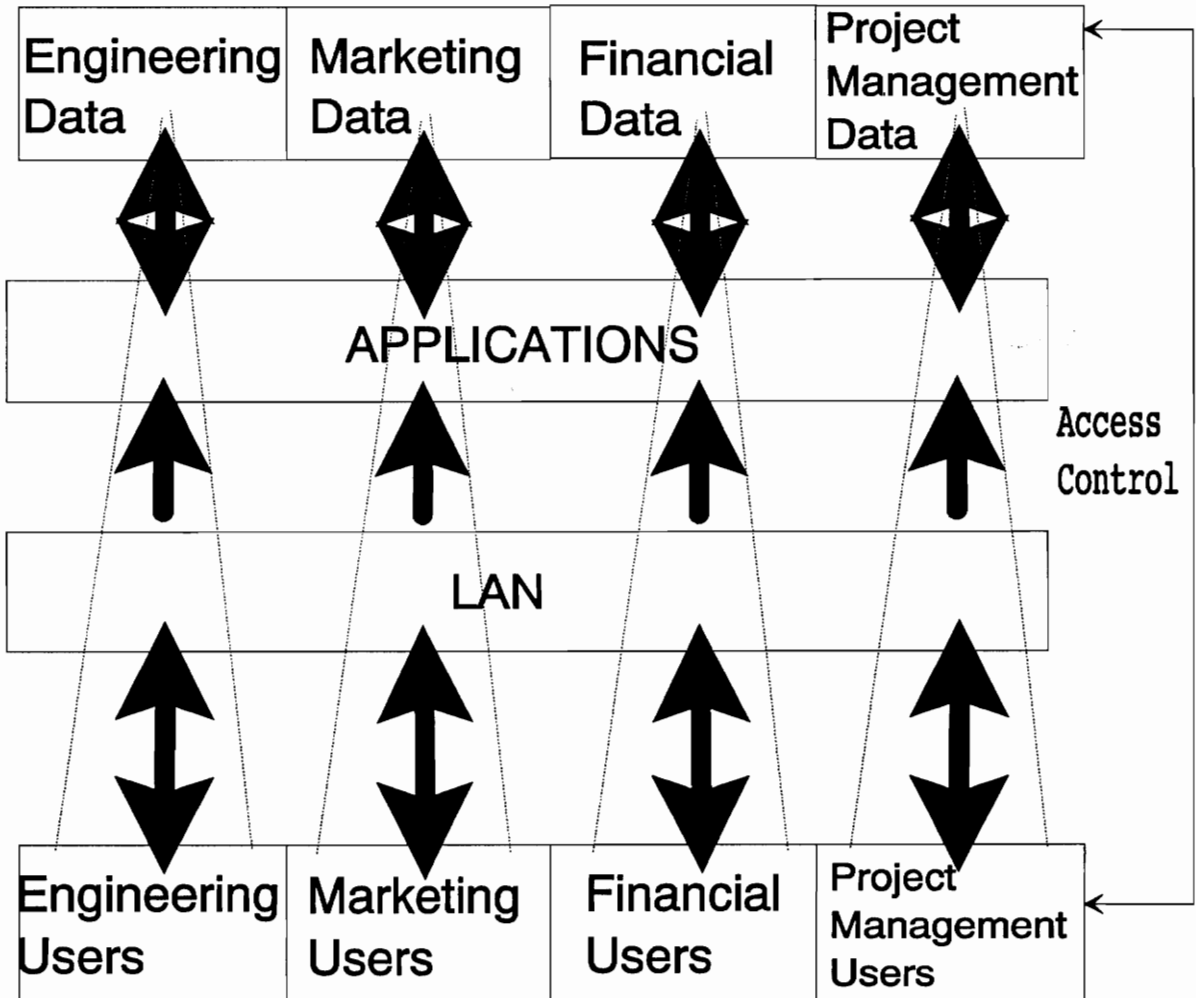 Engineering
Data
Marketing
Data
Financial
Data
Project
Management
Data
APPLICATIONS
Access
Control
LAN
Engineering
Users
Marketing
Users
Financial
Users
Project
Management
Users